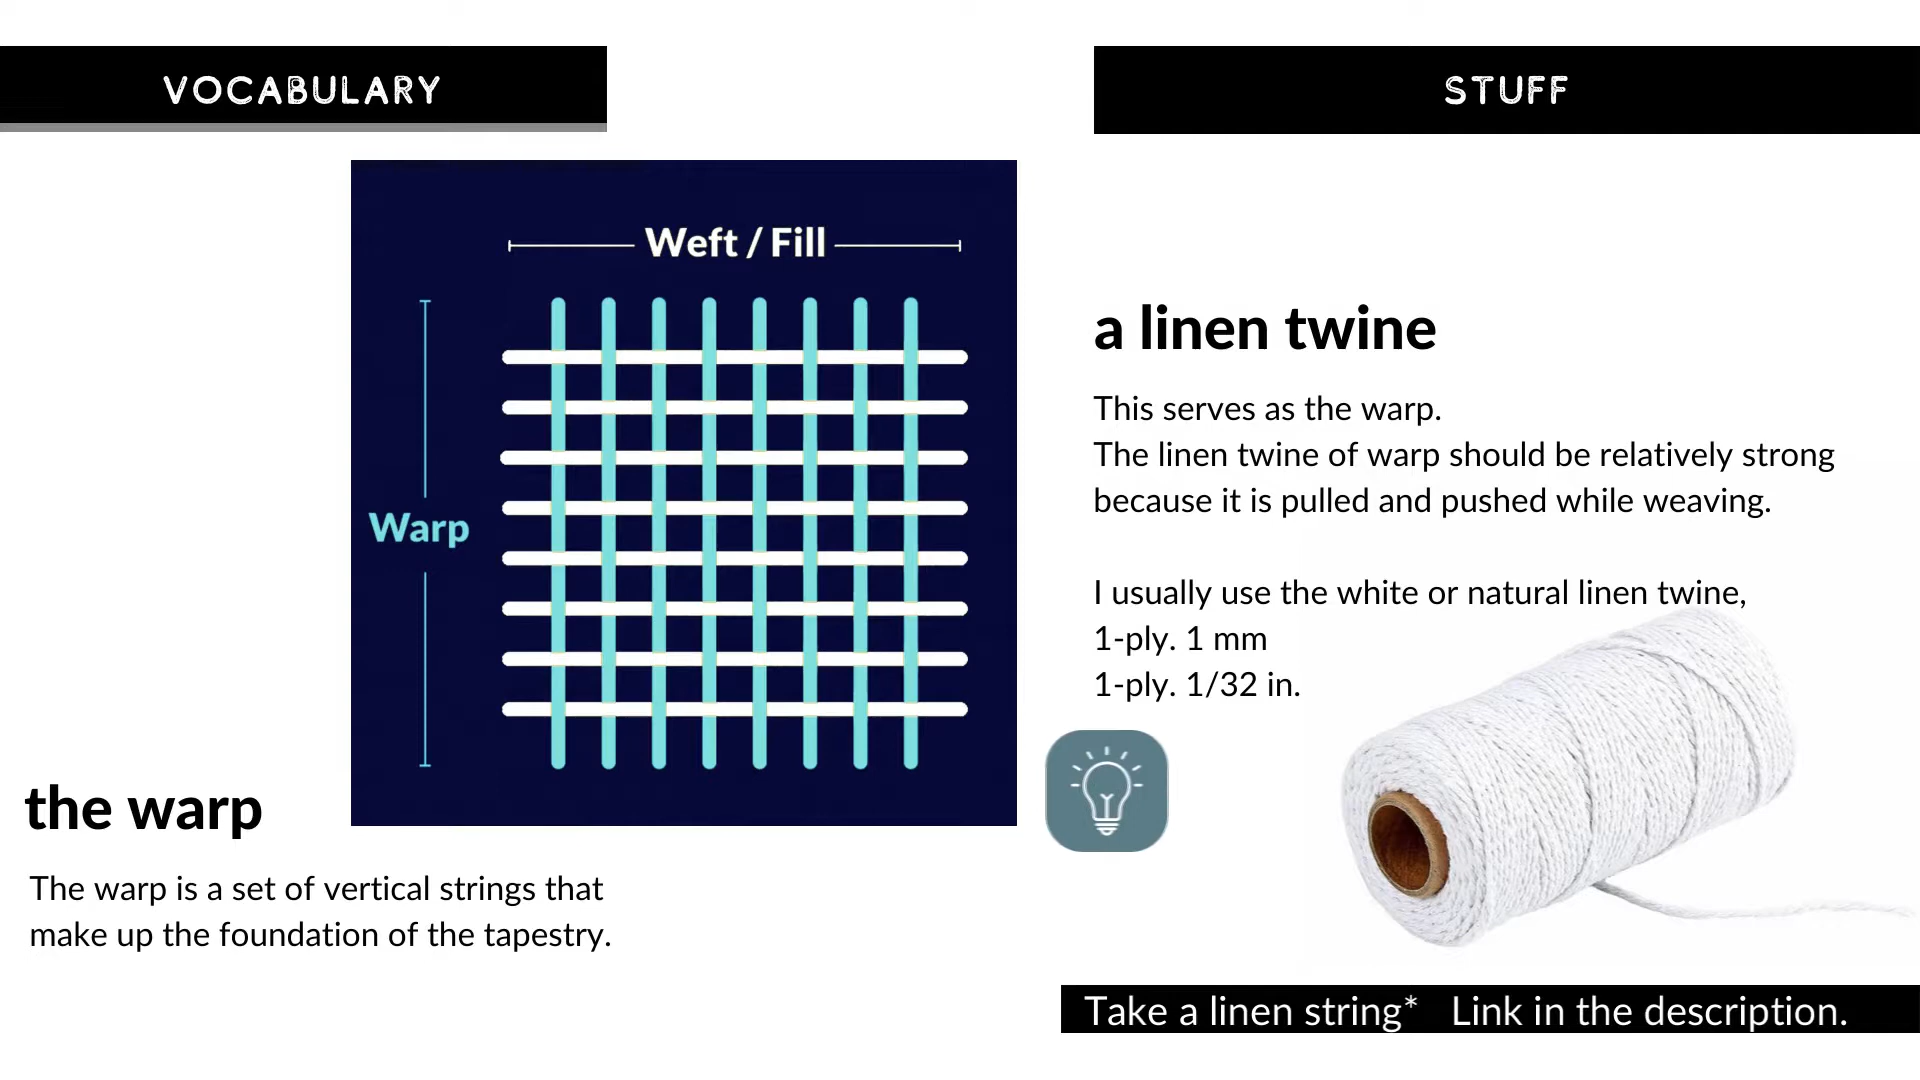 VOCABULARY
Weft / Fill
Warp
the warp
The warp is a set of vertical strings that
make up the foundation of the tapestry.
STUFF
a linen twine
This serves as the warp.
The linen twine of warp should be relatively strong
because it is pulled and pushed while weaving.
I usually use the white or natural linen twine,
1-ply. 1 mm
1-ply. 1/32 in.
Take a linen string* Link in the description.